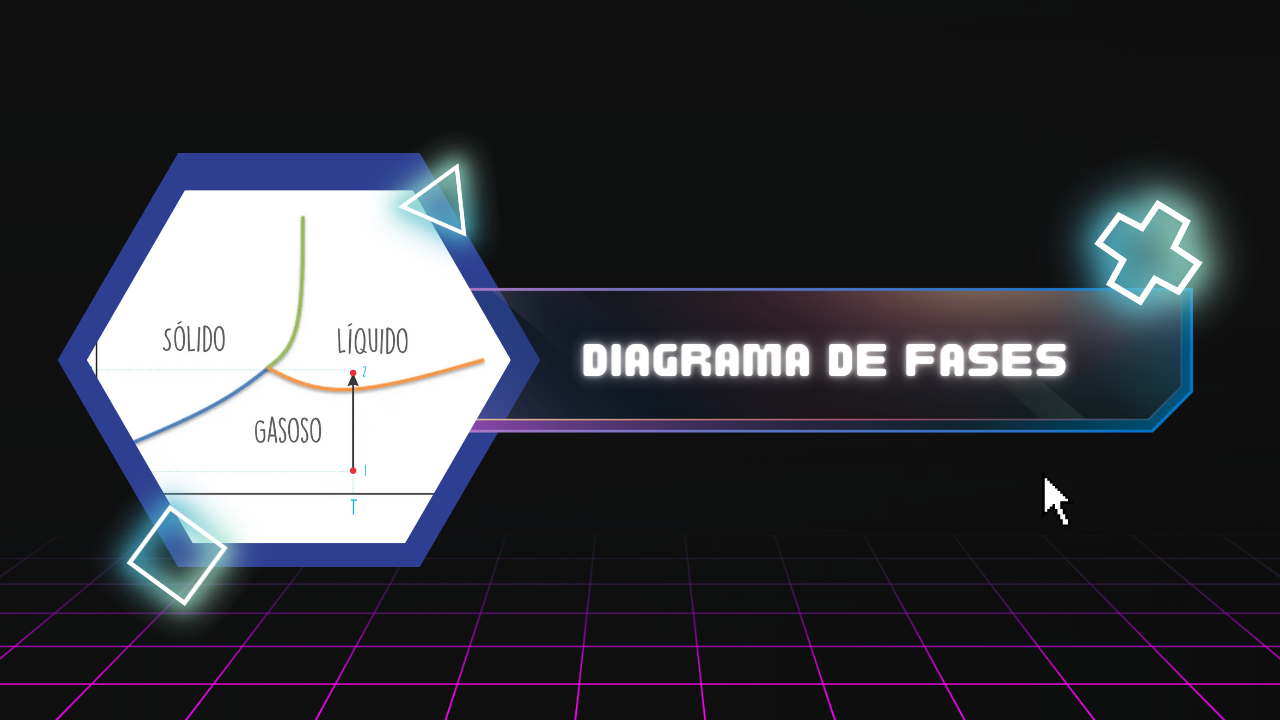 SÓLIDO
LÍQUIDO
2
GASOSO
1
T
DIAGRAMA DE FASES